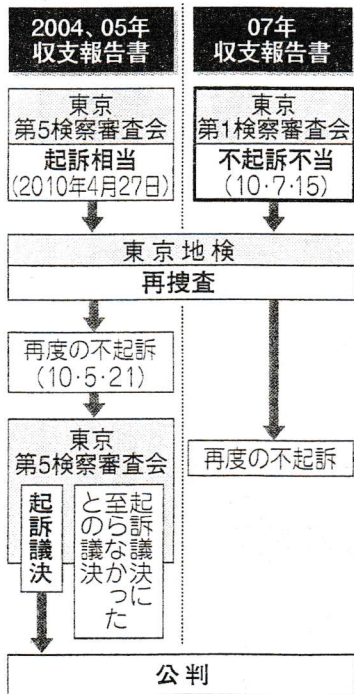 2004、05年
収支報告書
07年
収支報告書
東京
第5検察審査会
起訴相当
(2010年4月27日)
東京
第1検察審査会
不起訴不当
(10・7・15)
東京地検
再捜査
再度の不起訴
(10・5・21)
再度の不起訴
東京
第5検察審査会
起訴議決
起訴議決に
至らなかった
との議決
公判